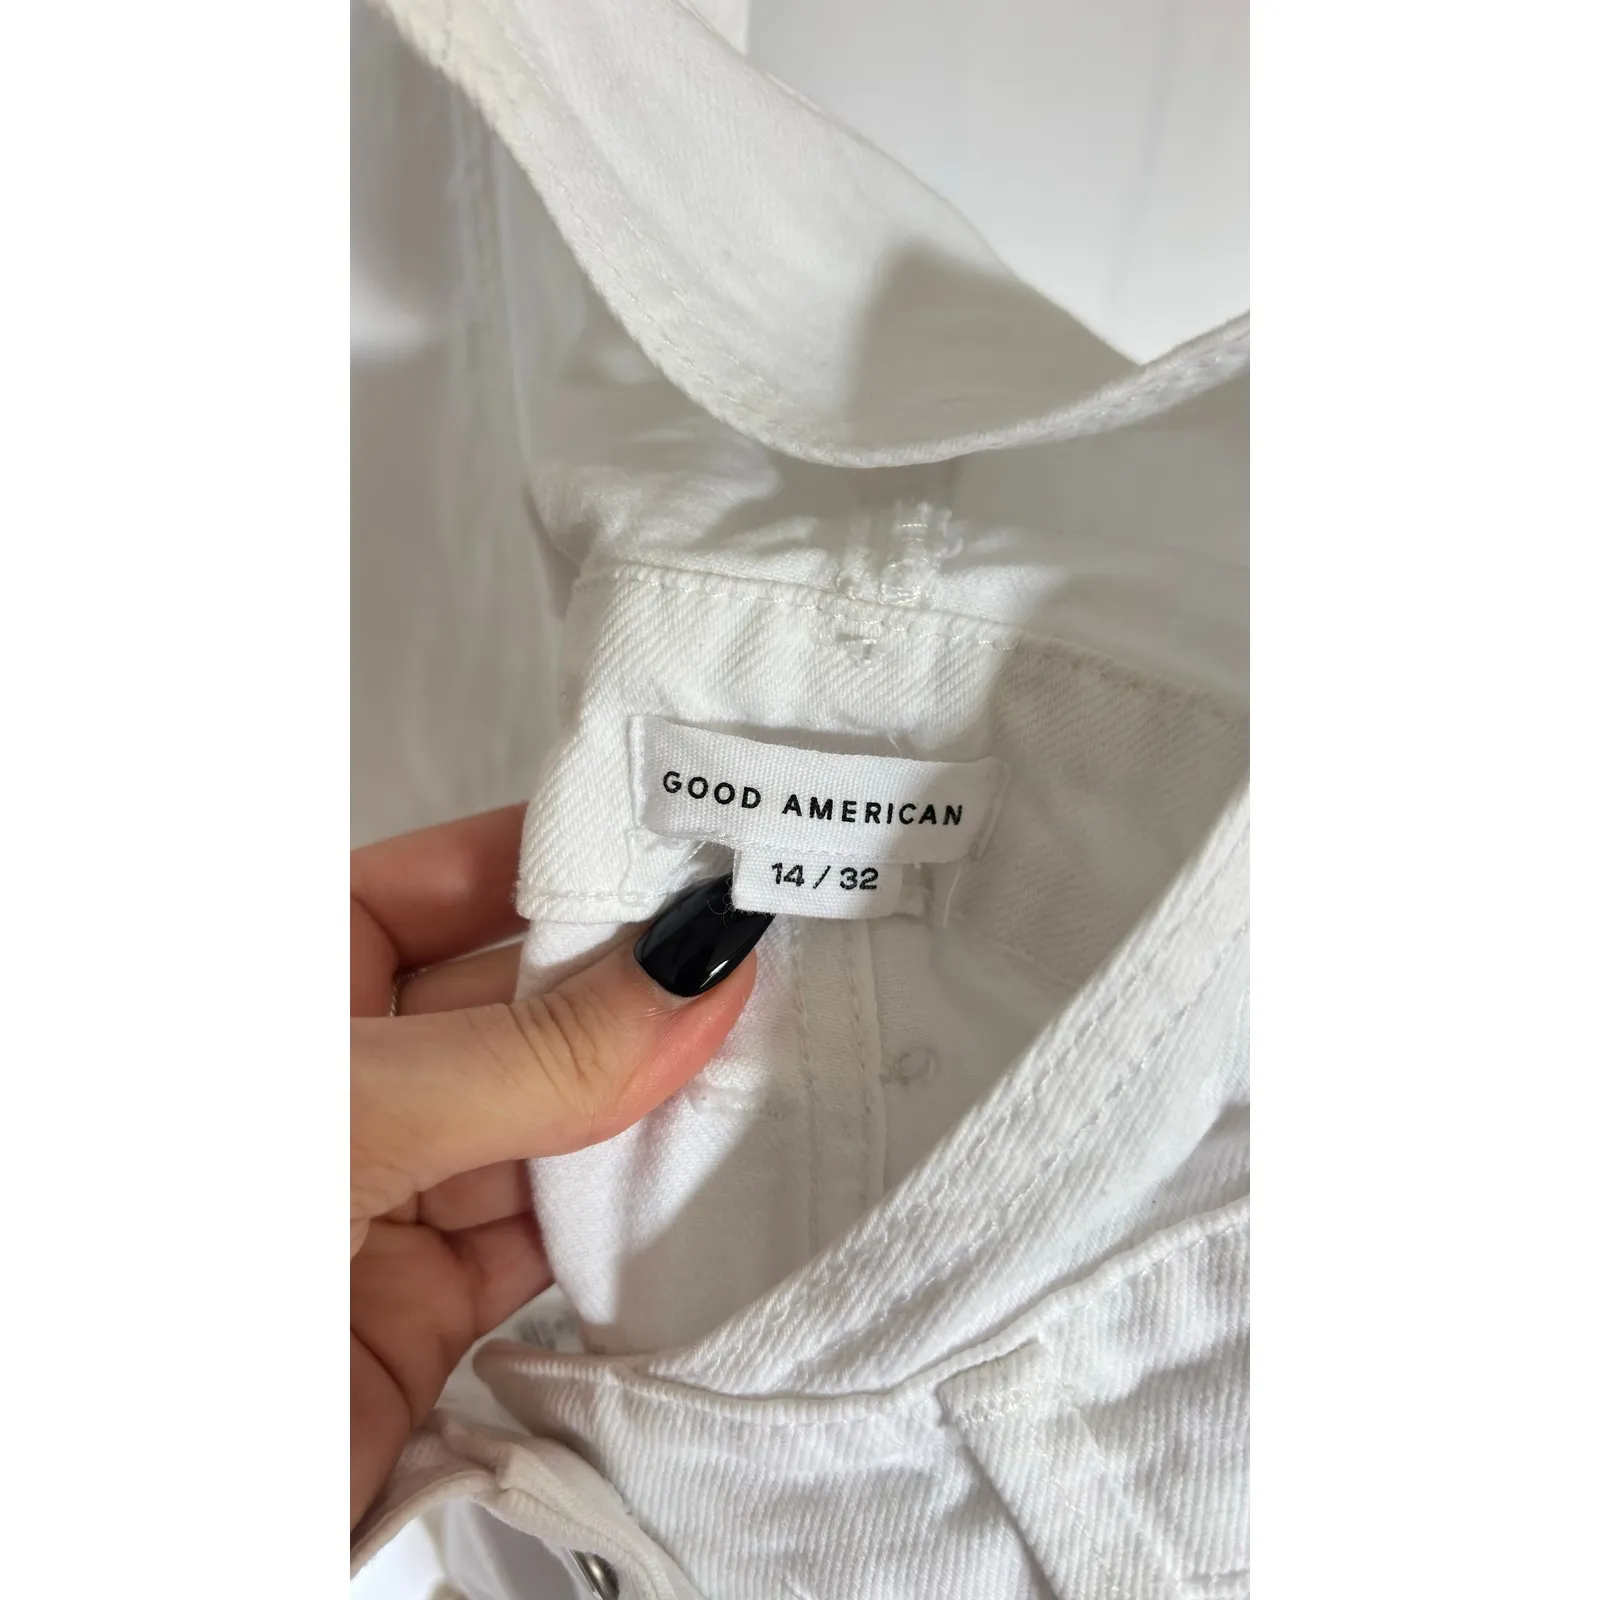 GOOD AMERICAN
14 / 32